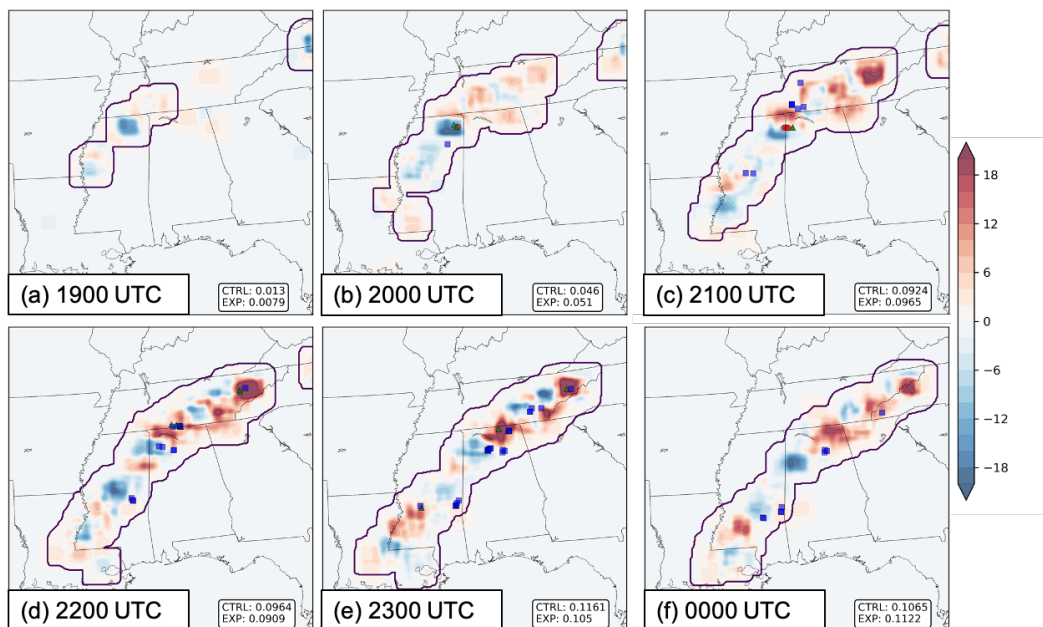 (a) 1900 UTC
CTRL: 0.013
EXP: 0.0079
(b) 2000 UTC
CTRL: 0.046
EXP: 0.051
(c) 2100 UTC
CTRL: 0.0924
EXP: 0.0965
18
12
6
0
−6
−12
−18
(d) 2200 UTC
CTRL: 0.0964
EXP: 0.0909
(e) 2300 UTC
CTRL: 0.1161
EXP: 0.105
(f) 0000 UTC
CTRL: 0.1065
EXP: 0.1122